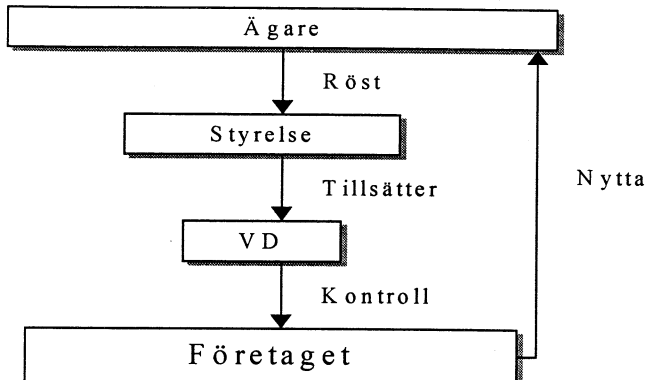 Ägare
Röst
Styrelse
Tillsätter
Nytta
VD
Kontroll
Företaget